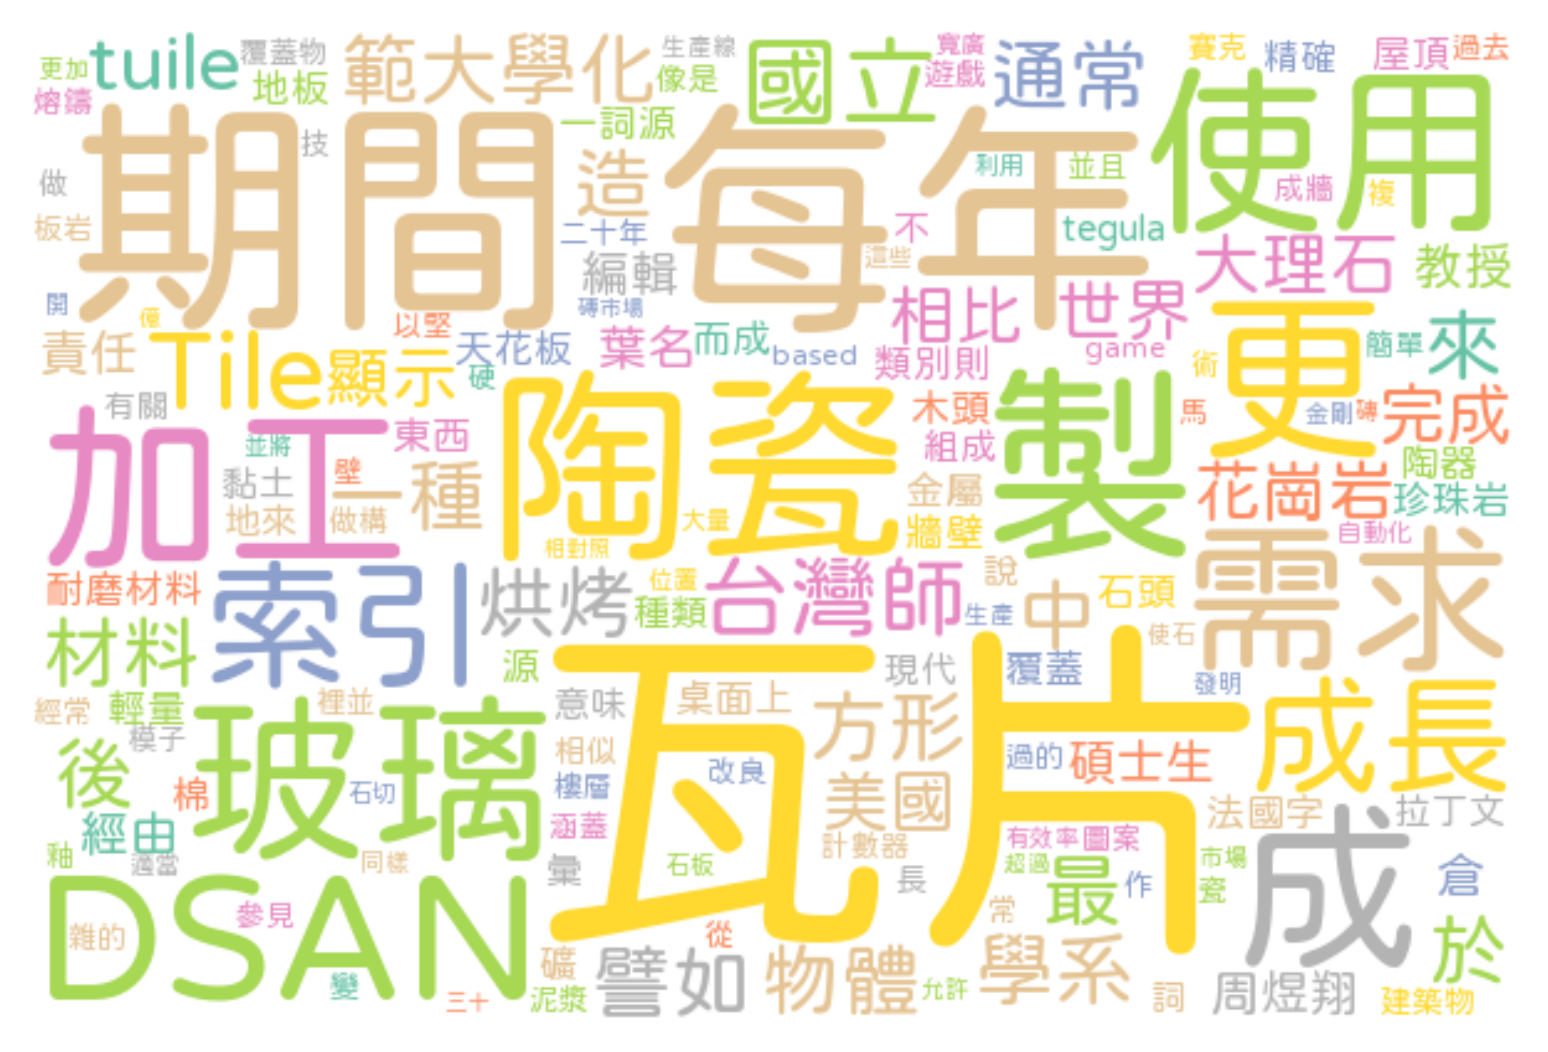 更加
tuile
覆蓋物
範大學化
生產線
國立
寬廣
通常
賽克
精確
屋頂
過去
熔鑄
地板
像是
遊戲
使用
期間
技
一詞源
每年
利用
並且
成牆
複
做
造
板岩
二十年
不
tegula
這些
編輯
大理石
教授
開
億
磚市場
相比
世界
更
責任
Tile
顯示
以堅
天花板
硬
葉名
而成
based
類別則
game
術
簡單
來
有關
加工
並將
東西
陶瓷
木頭
組成
製
馬
金剛
磚
完成
黏土
壁
一種
地來
做構
金屬
大量
牆壁
相對照
花崗岩
陶器
珍珠岩
自動化
耐磨材料
索引
烘烤
位置
種類
台灣師
生產
說
中
石頭
使石
需求
材料
源
瓦片
現代
覆蓋
發明
成長
經常
輕量
裡並
模子
玻璃
意味
桌面上
方形
後
相似
改良
過的
碩士生
棉
石切
樓層
美國
法國字
拉丁文
經由
涵蓋
計數器
有效率
圖案
釉
適當
同樣
彙
石板
長
超過
最
作
市場
瓷
成
倉
DSAN
雜的
參見
從
常
於
變
三十
礦
泥漿
譬如
物體
允許
學系
詞
周煜翔
建築物